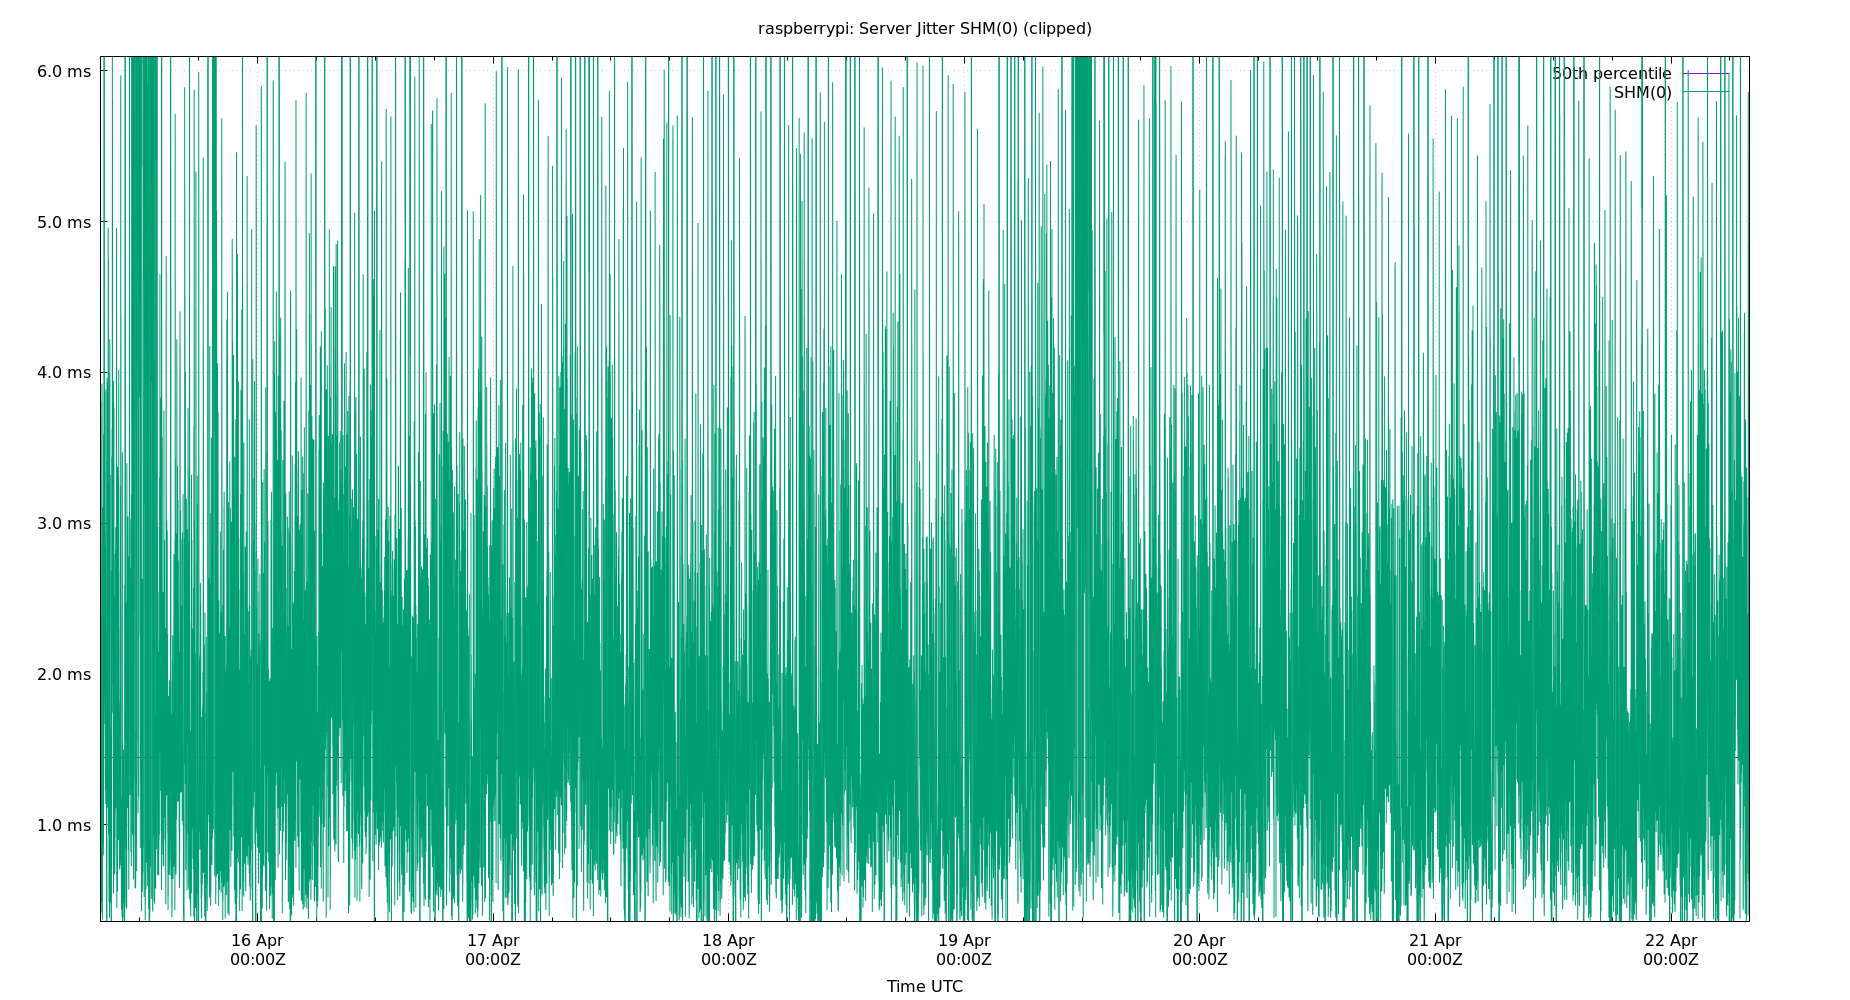 raspberrypi: Server Jitter SHM(0) (clipped)
6.0 ms
5.0 ms
4.0 ms
3.0 ms
2.0 ms
1.0 ms
50th percentile
SHM(0)
16 Apr 17 Apr 18 Apr 19 Apr 20 Apr 21 Apr 22 Apr
00:00Z 00:00Z 00:00Z 00:00Z 00:00Z 00:00Z 00:00Z
Time UTC